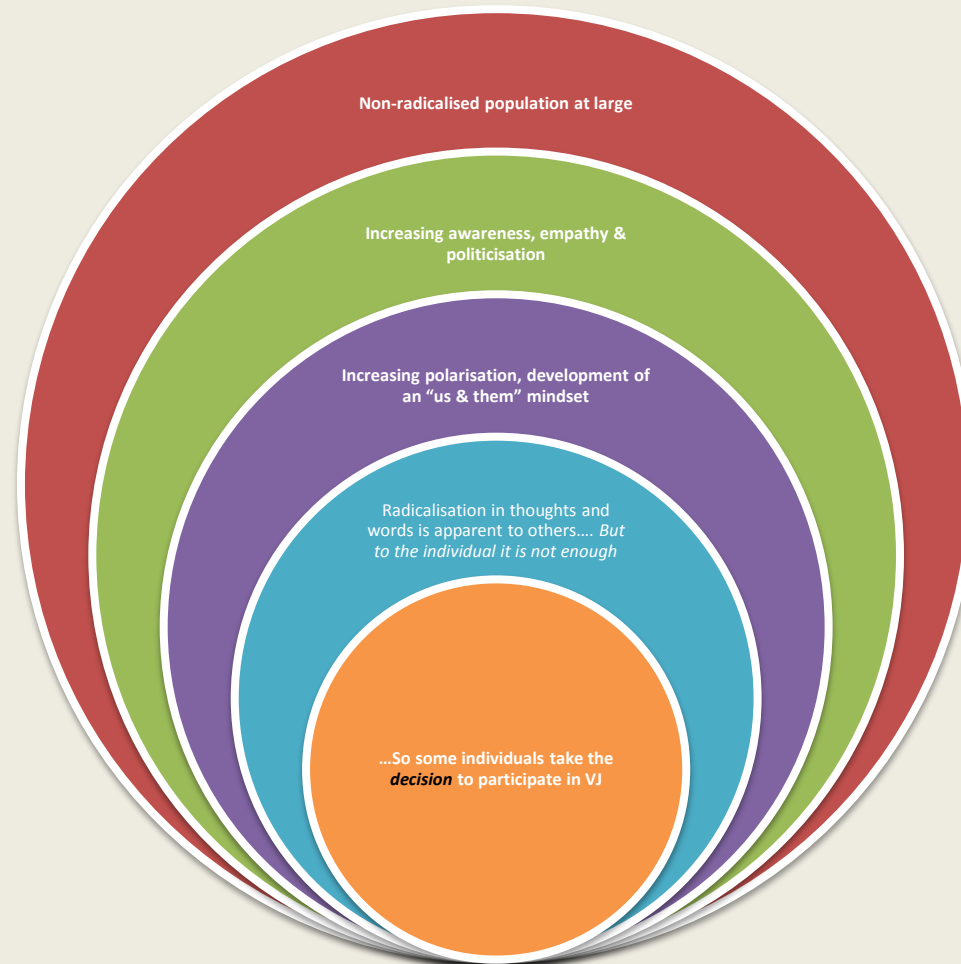 Non-radicalised population at large
Increasing awareness, empathy &
politicisation
Increasing polarisation, development of
an “us & them” mindset
Radicalisation in thoughts and
words is apparent to others.... But
to the individual it is not enough
...So some individuals take the
decision to participate in VJ